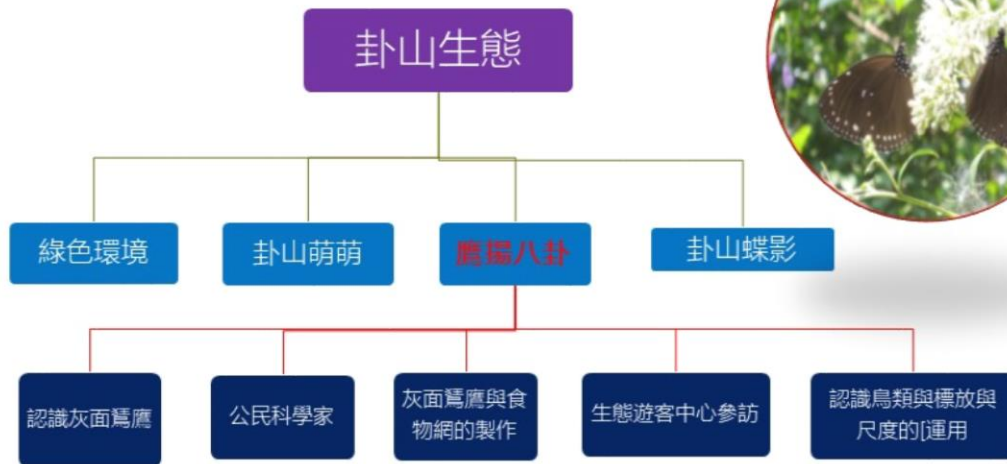 卦山生態
綠色環境
卦山萌萌
鷹揚八卦
卦山蝶影
認識灰面鵟鷹
公民科學家
灰面鵟鷹與食
物網的製作
生態遊客中心參訪
認識鳥類與標放與
尺度的[運用